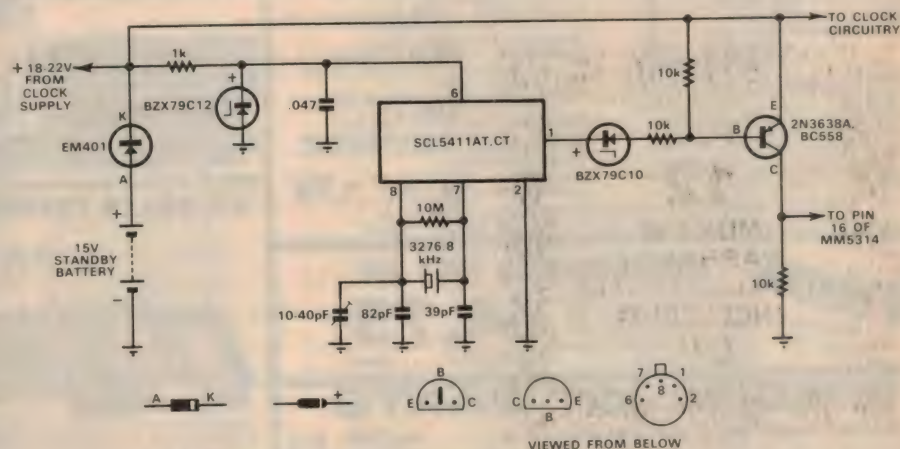 TO CLOCK
CIRCUITRY
+ 18-22V
FROM
CLOCK
SUPPLY
1k
+
BZX79C12
.047
6
SCL5411AT,CT
1
8
7
2
10k
10k
+
BZX79C10
B
E
C
2N3638A,
BC558
K
EM401
A
+
15V
STANDBY
BATTERY
−
10M
3276.8
kHz
10-40pF
82pF
39pF
TO PIN
16 OF
MM5314
10k
A K
+
B
E C
C E
B
7 1
8
6 2
VIEWED FROM BELOW